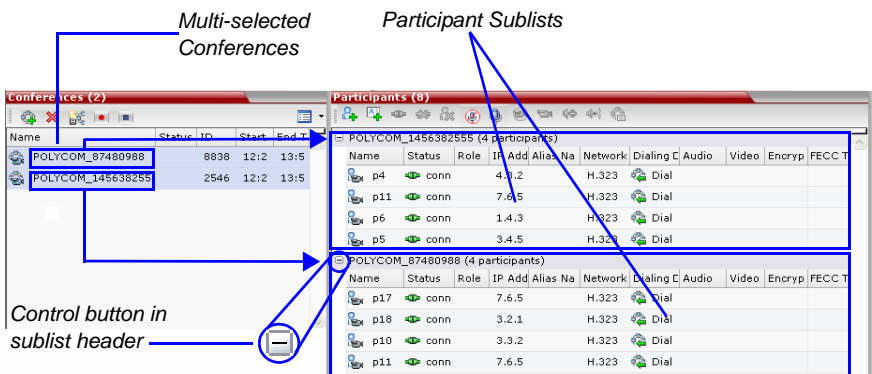 Multi-selected
Conferences
Participant Sublists
Conferences (2)
Participants (8)
Name Status ID Start End T
POLYCOM_87480988 8838 12:2 13:5
POLYCOM_145638255 2546 12:2 13:5
POLYCOM_1456382555 (4 participants)
Name Status Role IP Add Alias Na Network Dialing D Audio Video Encryp FECC T
p4 conn 4.3.2 H.323 Dial
p11 conn 7.6.5 H.323 Dial
p6 conn 1.4.3 H.323 Dial
p5 conn 3.4.5 H.323 Dial
POLYCOM_87480988 (4 participants)
Name Status Role IP Add Alias Na Network Dialing D Audio Video Encryp FECC T
p17 conn 7.6.5 H.323 Dial
p18 conn 3.2.1 H.323 Dial
p10 conn 3.3.2 H.323 Dial
p11 conn 7.6.5 H.323 Dial
Control button in
sublist header